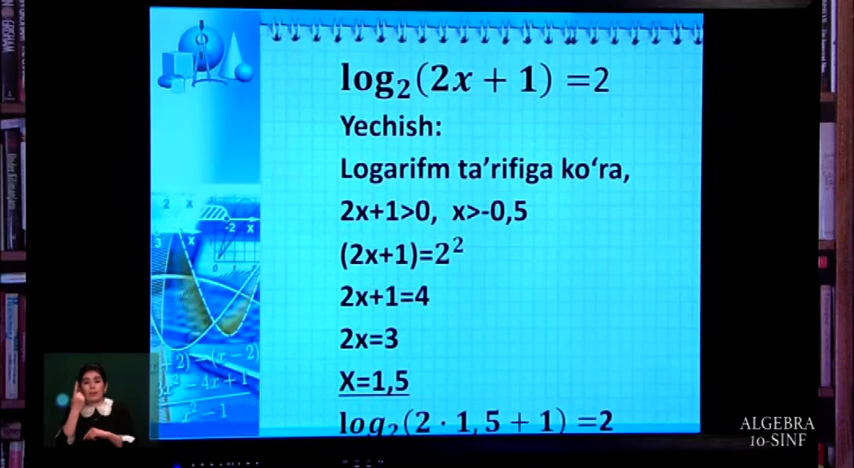 log₂(2x + 1) =2
Yechish:
Logarifm ta’rifiga ko‘ra,
2x+1>0, x>-0,5
(2x+1)=2²
2x+1=4
2x=3
X=1,5
log₂(2 · 1,5 + 1) =2
ALGEBRA
10-SINF